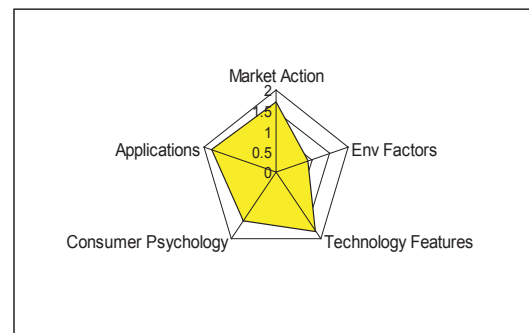 Market Action
2
1.5
1
0.5
0
Applications
Env Factors
Consumer Psychology
Technology Features